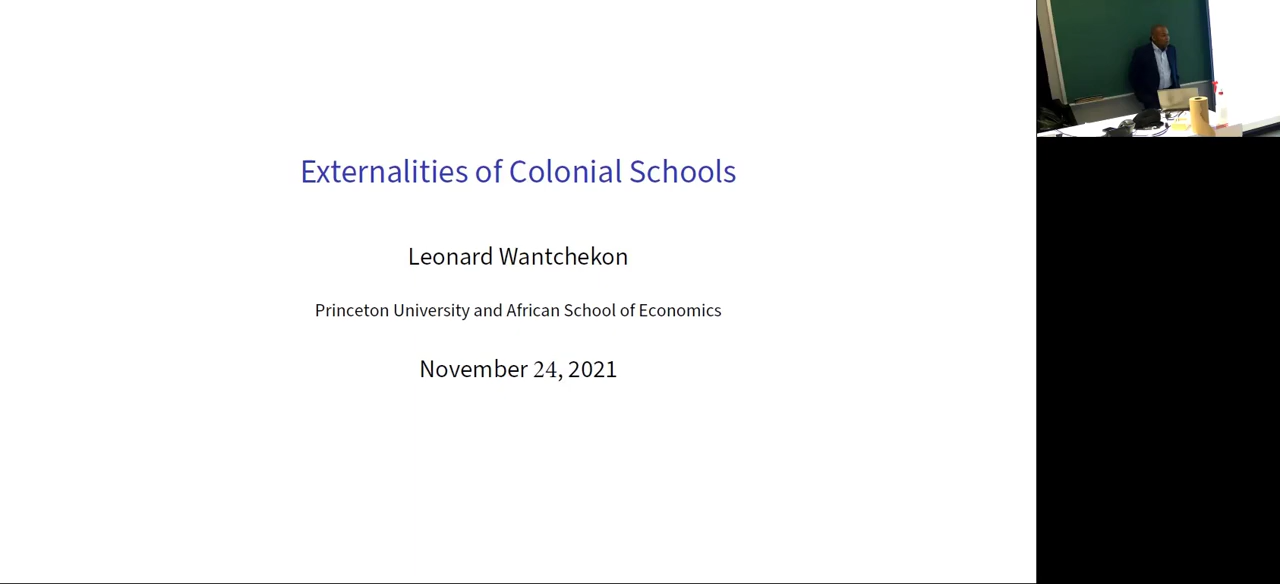 Externalities of Colonial Schools
Leonard Wantchekon
Princeton University and African School of Economics
November 24, 2021